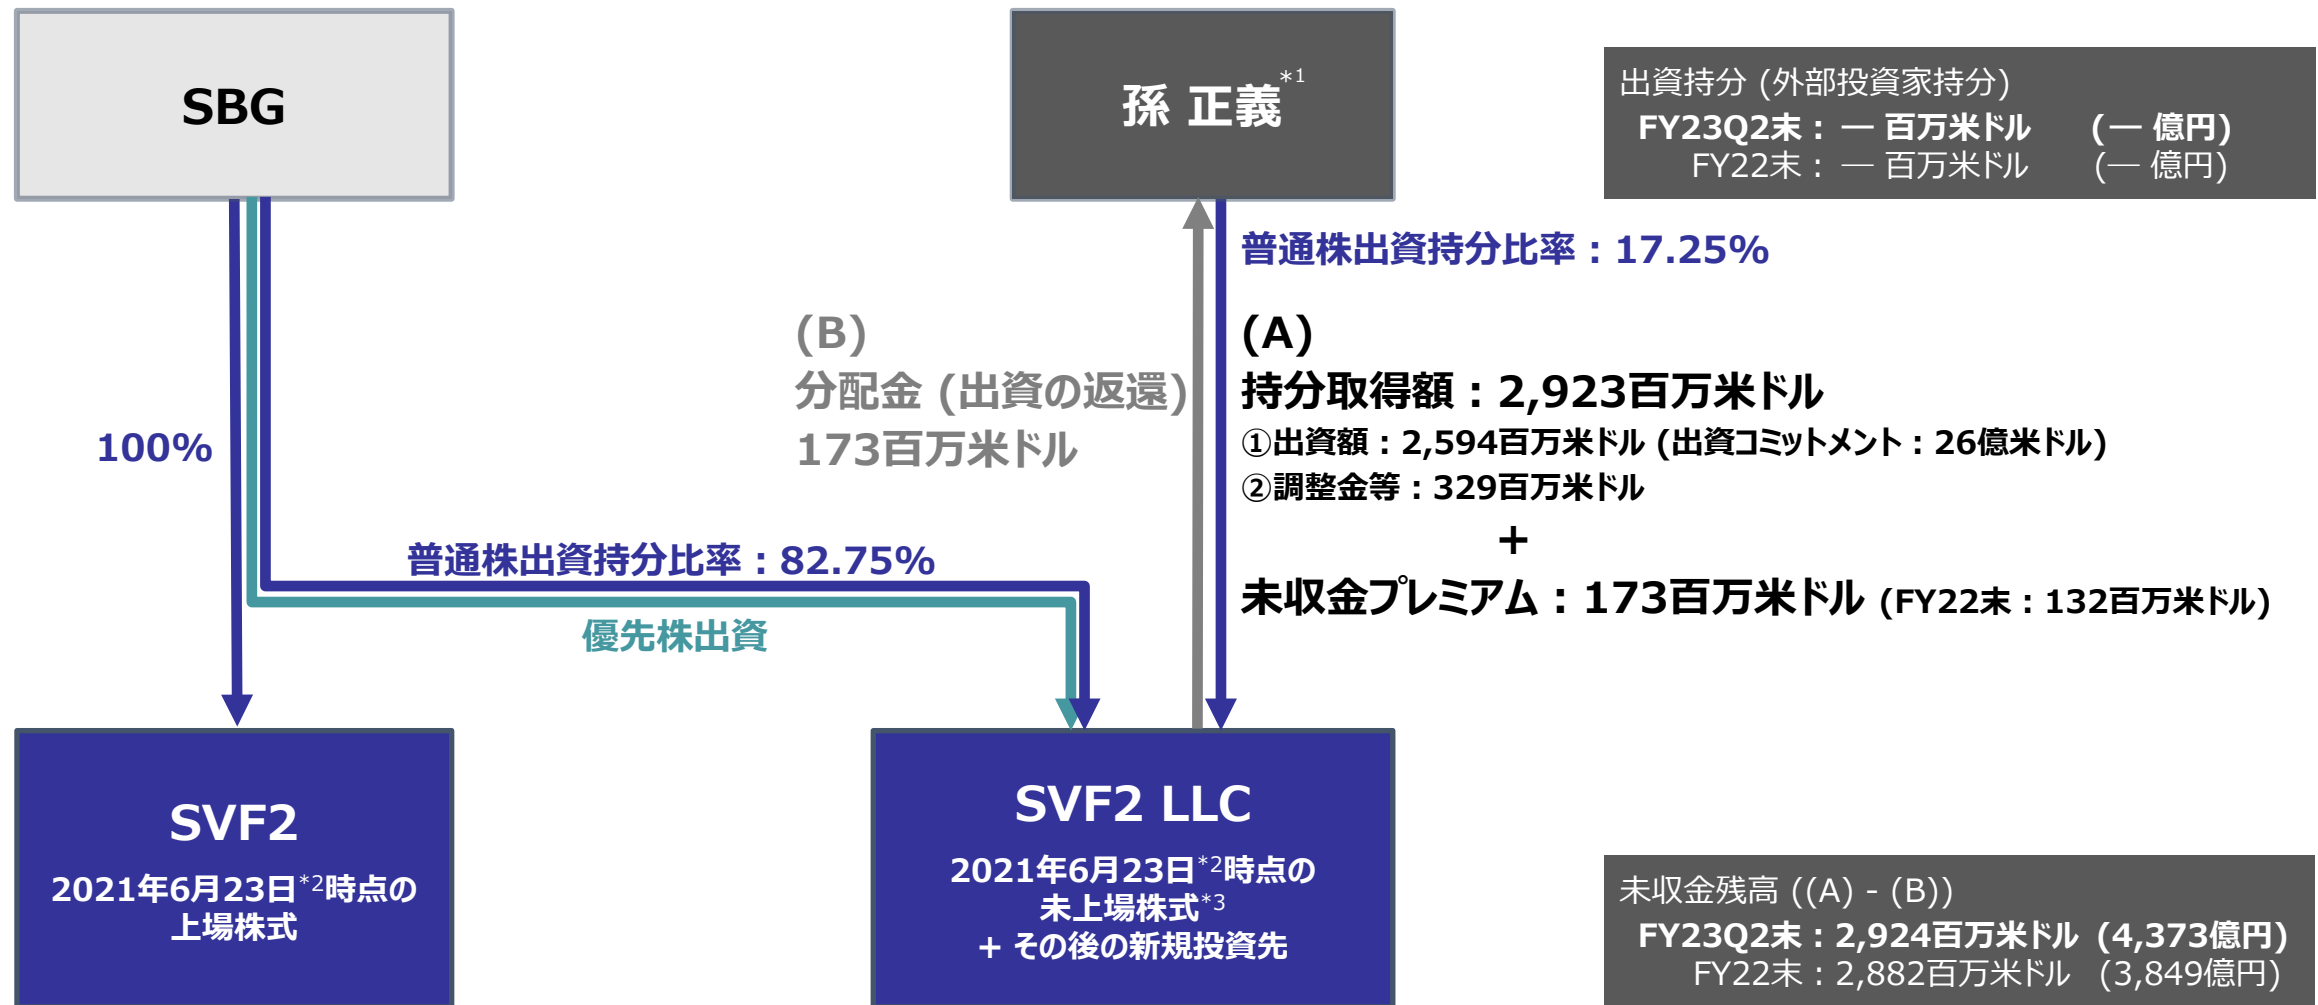 SBG
孫 正義*1
出資持分 (外部投資家持分)
FY23Q2末： ― 百万米ドル (― 億円)
FY22末： ― 百万米ドル (― 億円)
普通株出資持分比率：17.25%
(B)
分配金 (出資の返還)
173百万米ドル
(A)
持分取得額：2,923百万米ドル
①出資額：2,594百万米ドル (出資コミットメント：26億米ドル)
②調整金等：329百万米ドル
+
未収金プレミアム：173百万米ドル (FY22末：132百万米ドル)
100%
普通株出資持分比率：82.75%
優先株出資
SVF2
2021年6月23日*2時点の
上場株式
SVF2 LLC
2021年6月23日*2時点の
未上場株式*3
+ その後の新規投資先
未収金残高 ((A) - (B))
FY23Q2末：2,924百万米ドル (4,373億円)
FY22末：2,882百万米ドル (3,849億円)